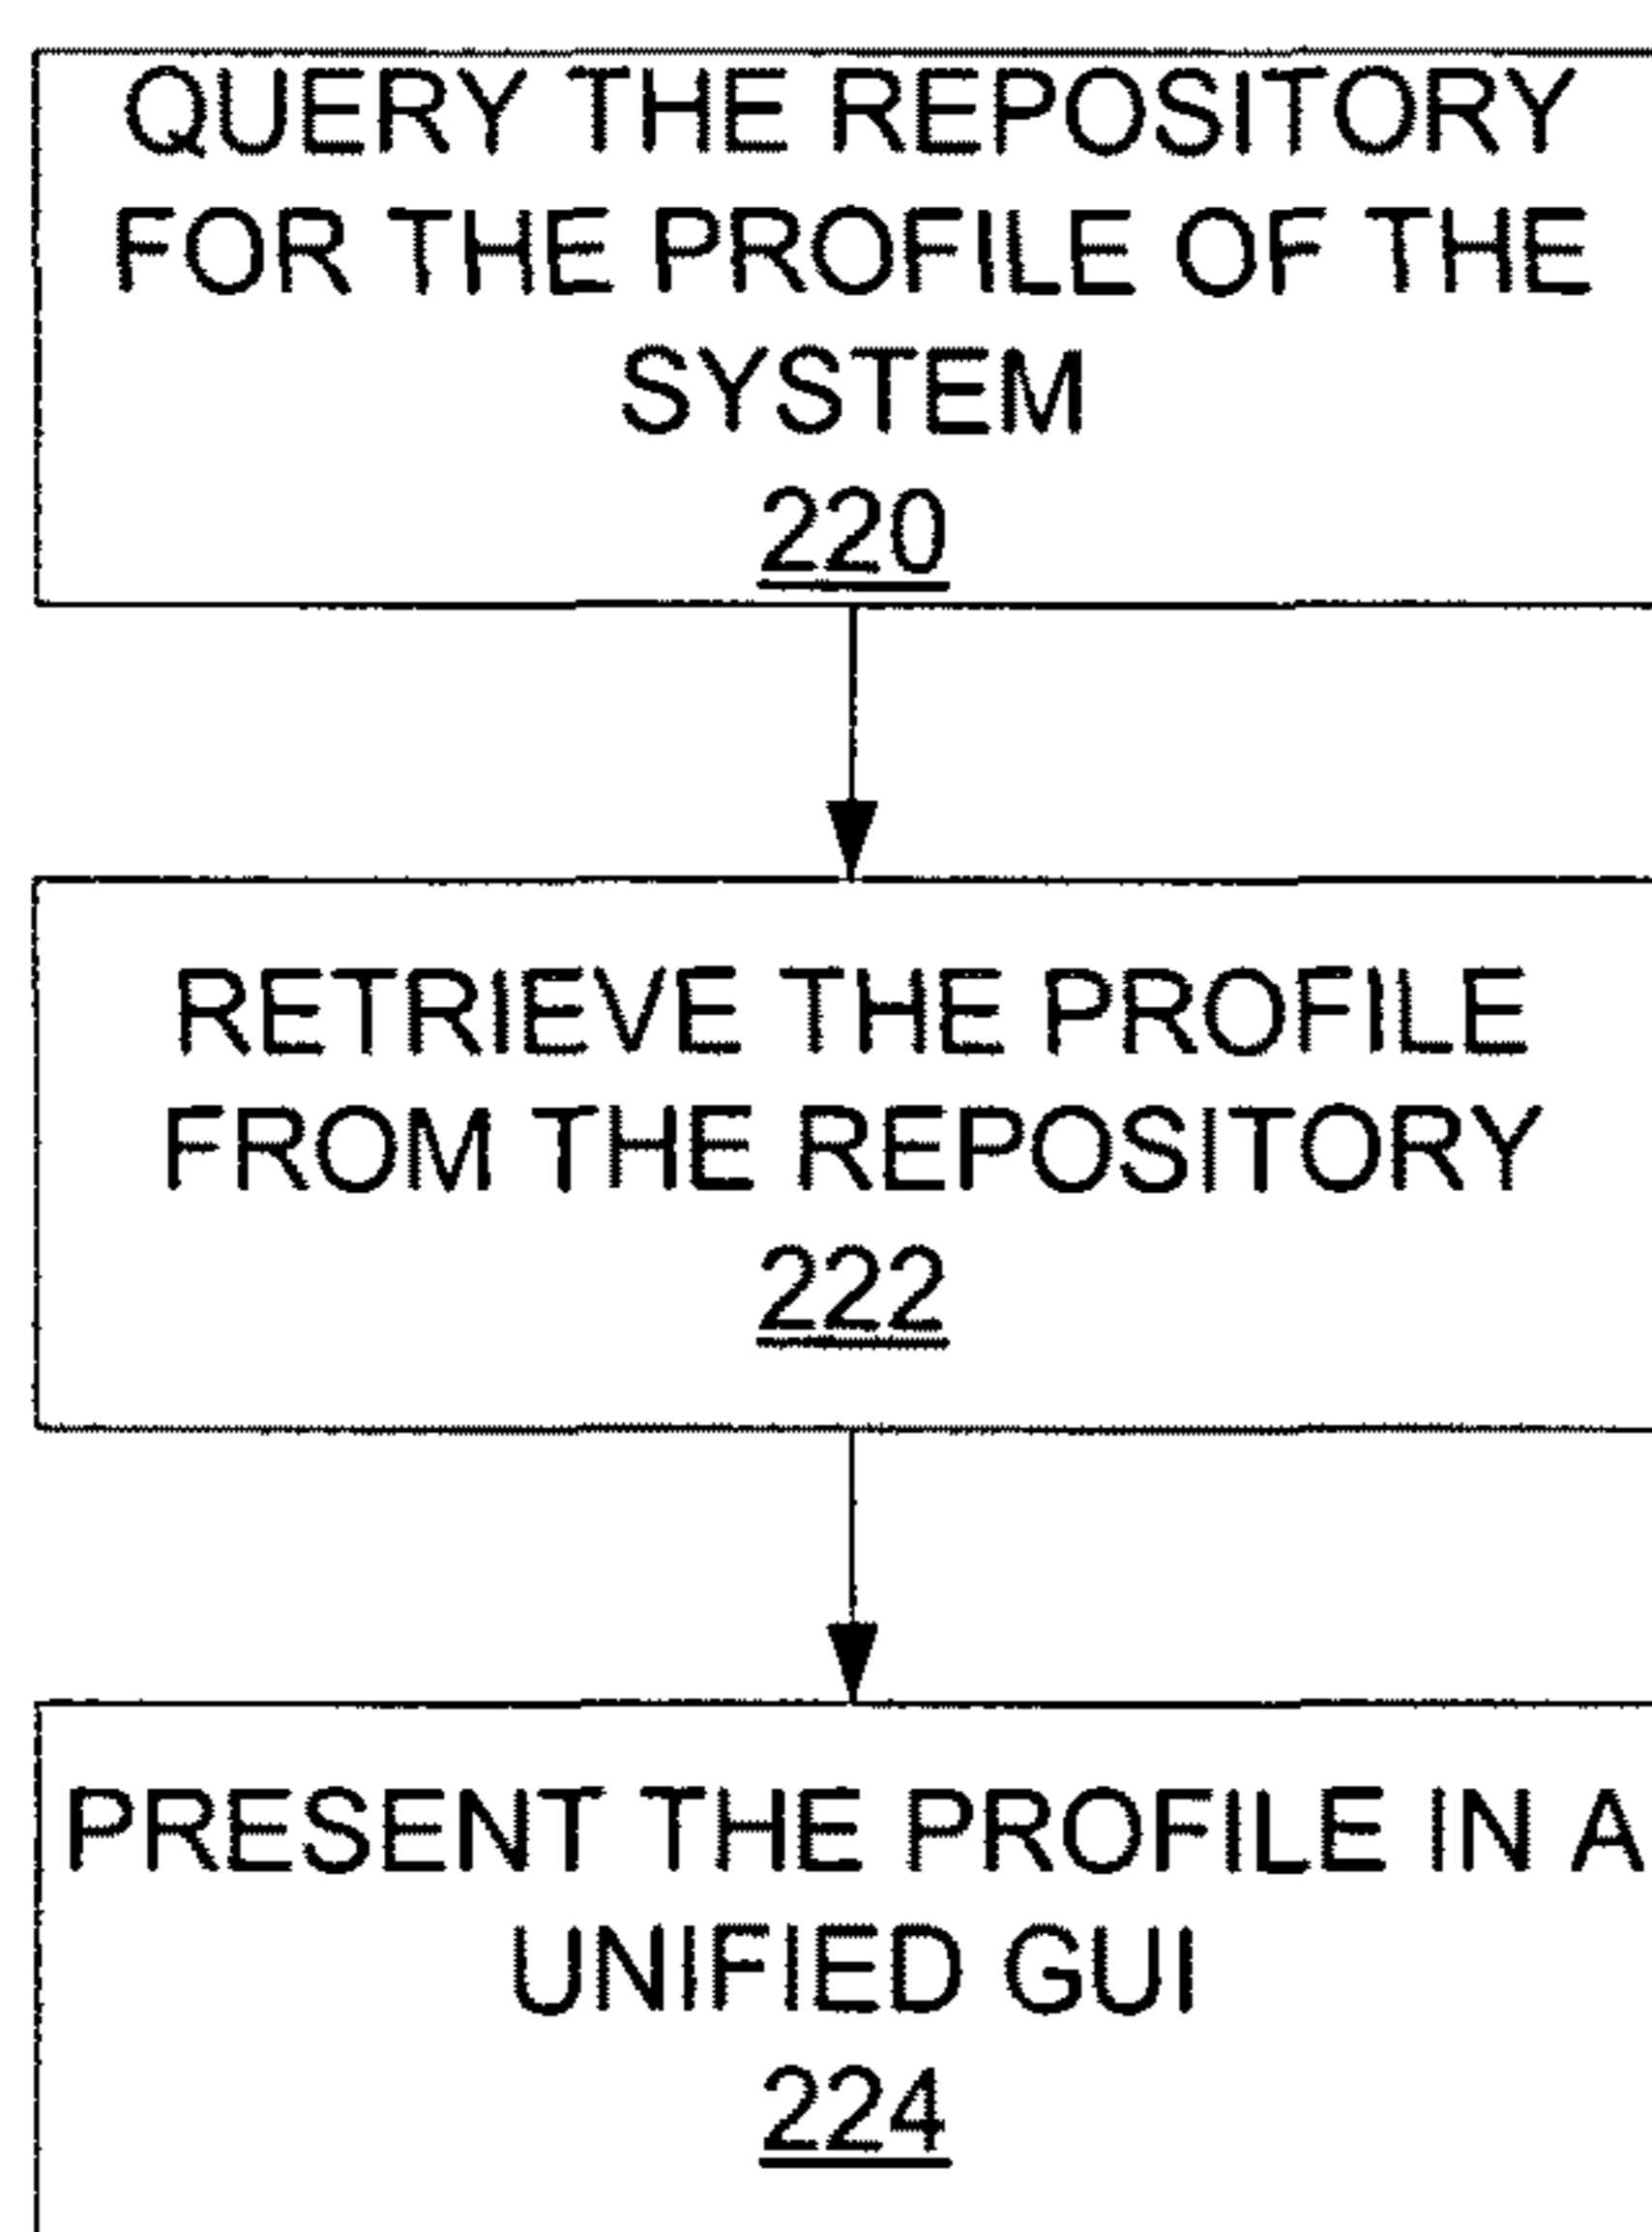 QUERY THE REPOSITORY
FOR THE PROFILE OF THE
SYSTEM
220
RETRIEVE THE PROFILE
FROM THE REPOSITORY
222
PRESENT THE PROFILE IN A
UNIFIED GUI
224